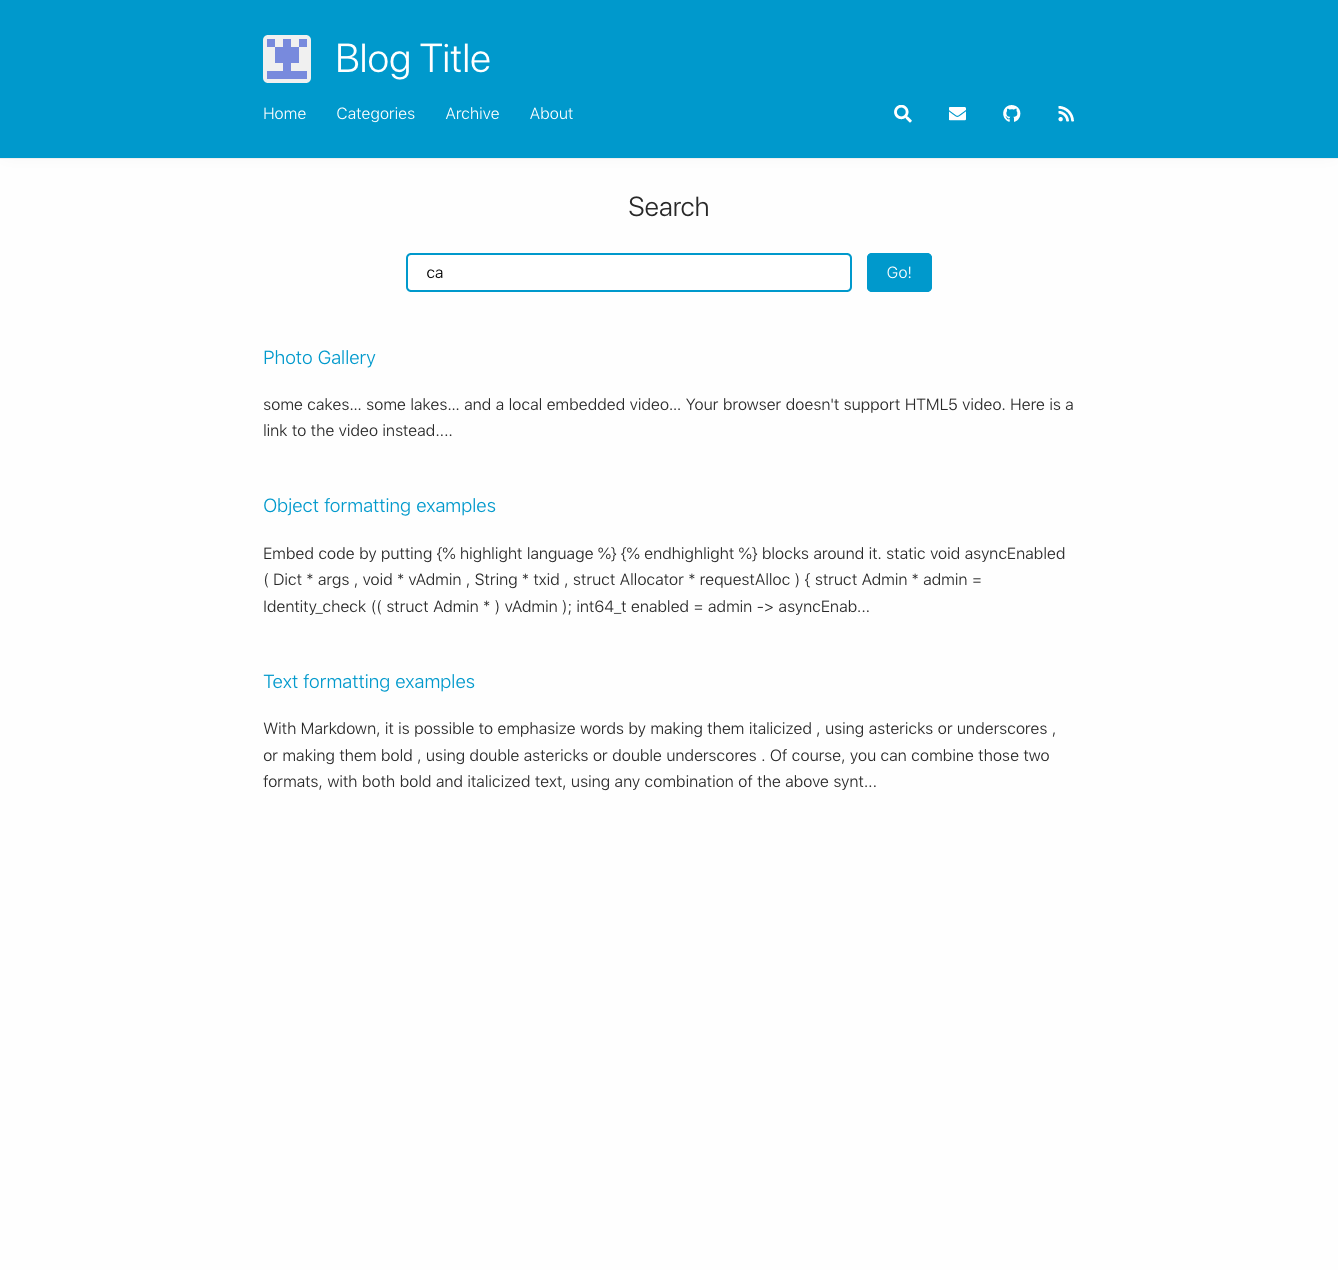 Blog Title
Home Categories Archive About
Search
ca Go!
Photo Gallery
some cakes... some lakes... and a local embedded video... Your browser doesn't support HTML5 video. Here is a
link to the video instead....
Object formatting examples
Embed code by putting {% highlight language %} {% endhighlight %} blocks around it. static void asyncEnabled
( Dict * args , void * vAdmin , String * txid , struct Allocator * requestAlloc ) { struct Admin * admin =
Identity_check (( struct Admin * ) vAdmin ); int64_t enabled = admin -> asyncEnab...
Text formatting examples
With Markdown, it is possible to emphasize words by making them italicized , using astericks or underscores ,
or making them bold , using double astericks or double underscores . Of course, you can combine those two
formats, with both bold and italicized text, using any combination of the above synt...